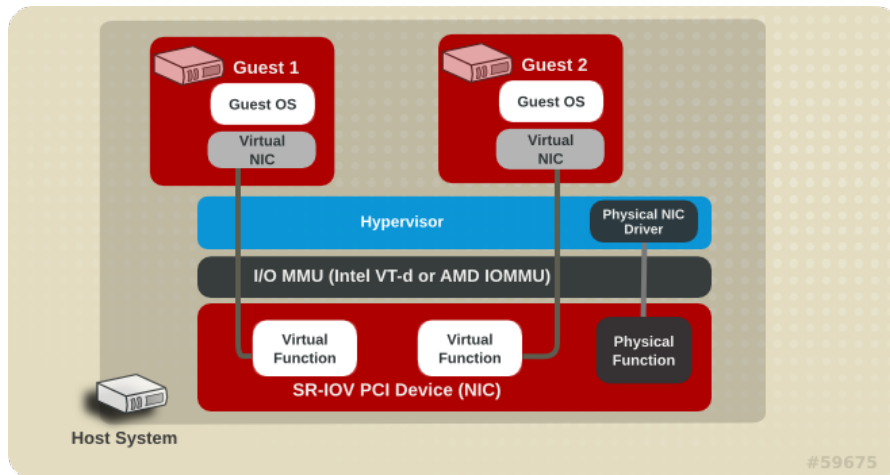 Guest 1
Guest OS
Virtual
NIC
Guest 2
Guest OS
Virtual
NIC
Hypervisor
Physical NIC
Driver
I/O MMU (Intel VT-d or AMD IOMMU)
Virtual
Function
Virtual
Function
Physical
Function
SR-IOV PCI Device (NIC)
Host System
#59675